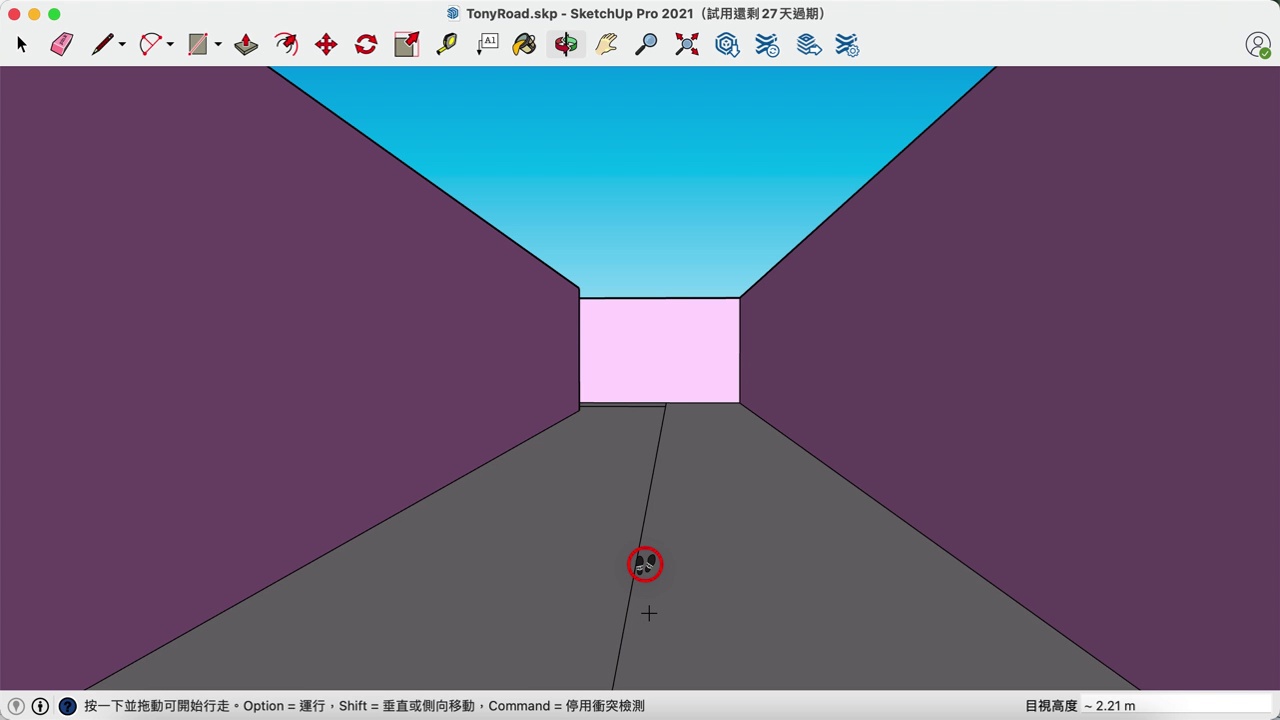 TonyRoad.skp - SketchUp Pro 2021（試用還剩 27 天過期）
A1
按一下並拖動可開始行走。Option = 運行，Shift = 垂直或側向移動，Command = 停用衝突檢測
目視高度 ~ 2.21 m